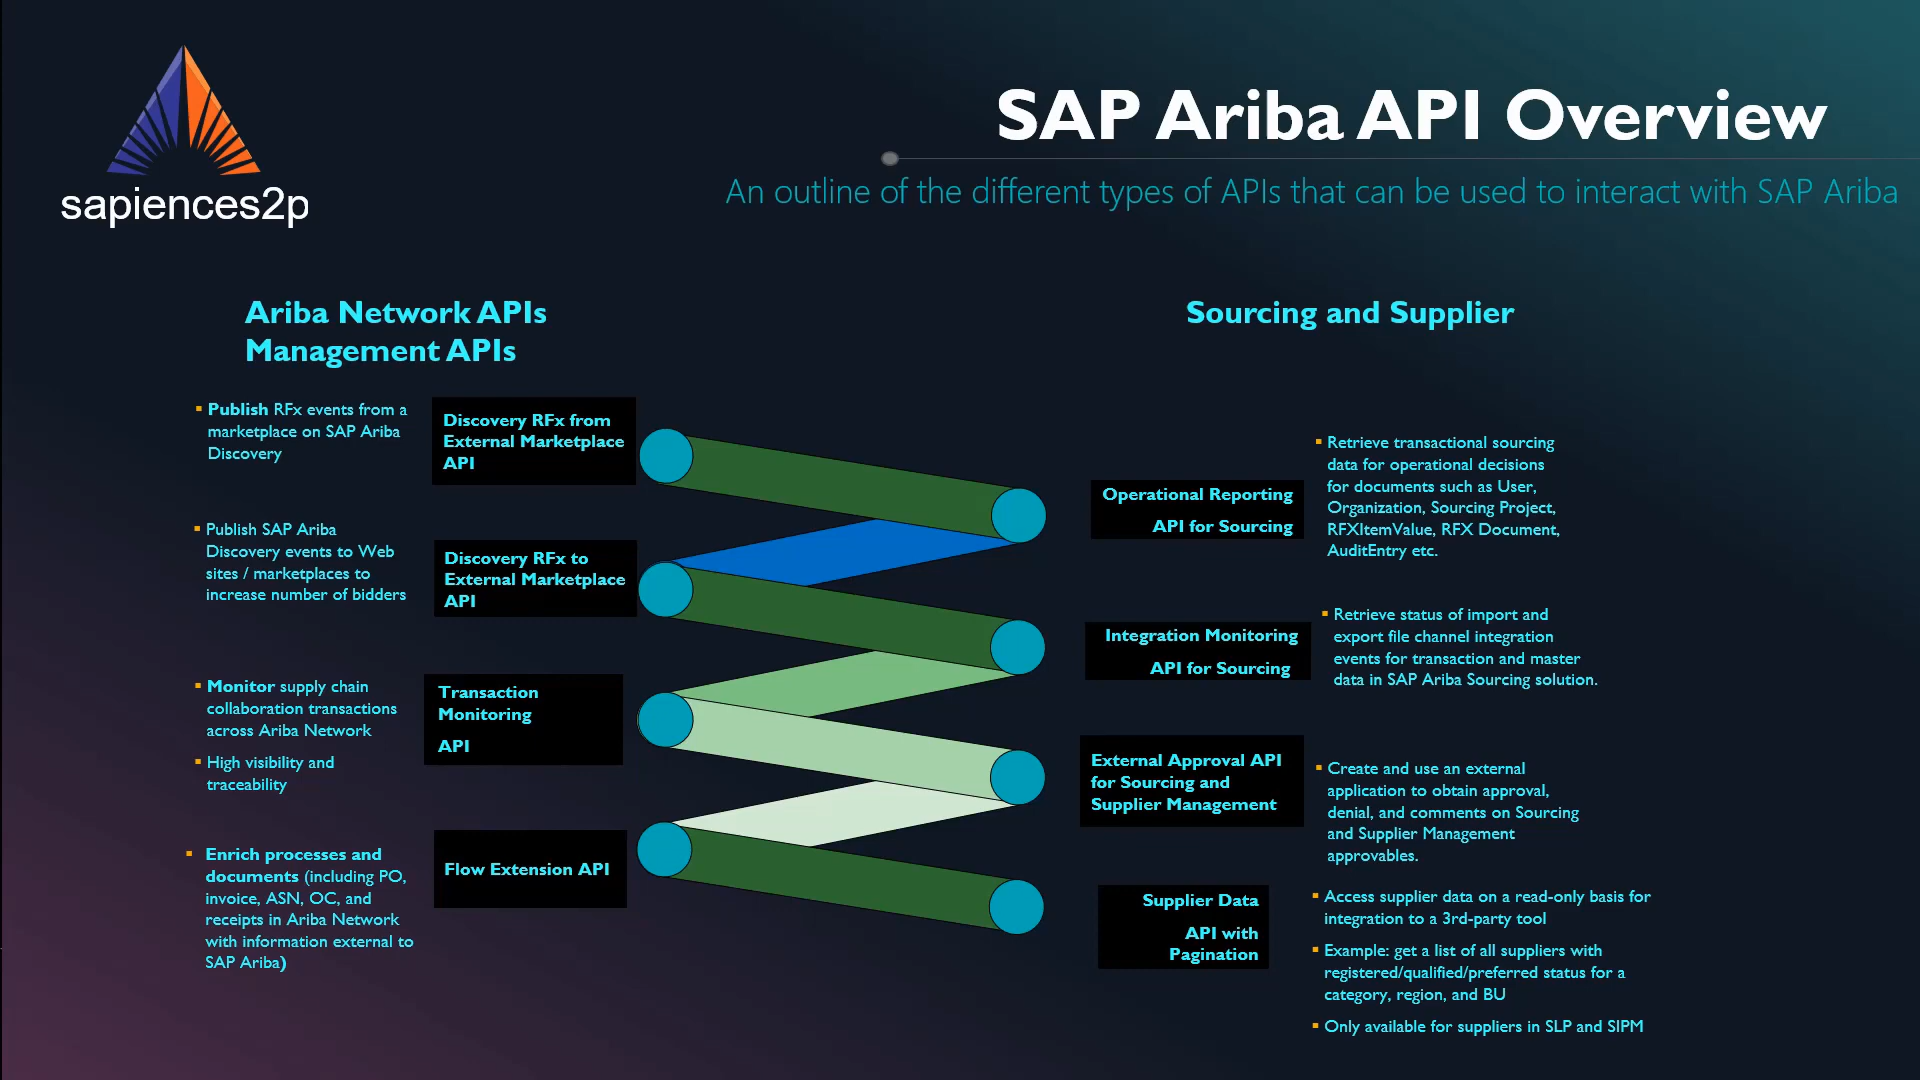 sapiences2p
SAP Ariba API Overview
An outline of the different types of APIs that can be used to interact with SAP Ariba
Ariba Network APIs
Management APIs
Publish RFx events from a
marketplace on SAP Ariba
Discovery
Discovery RFx from
External Marketplace
API
Publish SAP Ariba
Discovery events to Web
sites / marketplaces to
increase number of bidders
Discovery RFx to
External Marketplace
API
Monitor supply chain
collaboration transactions
across Ariba Network
High visibility and
traceability
Transaction
Monitoring
API
Enrich processes and
documents (including PO,
invoice, ASN, OC, and
receipts in Ariba Network
with information external to
SAP Ariba)
Flow Extension API
Sourcing and Supplier
Operational Reporting
API for Sourcing
Retrieve transactional sourcing
data for operational decisions
for documents such as User,
Organization, Sourcing Project,
RFXItemValue, RFX Document,
AuditEntry etc.
Integration Monitoring
API for Sourcing
Retrieve status of import and
export file channel integration
events for transaction and master
data in SAP Ariba Sourcing solution.
External Approval API
for Sourcing and
Supplier Management
Create and use an external
application to obtain approval,
denial, and comments on Sourcing
and Supplier Management
approvables.
Supplier Data
API with
Pagination
Access supplier data on a read-only basis for
integration to a 3rd-party tool
Example: get a list of all suppliers with
registered/qualified/preferred status for a
category, region, and BU
Only available for suppliers in SLP and SIPM